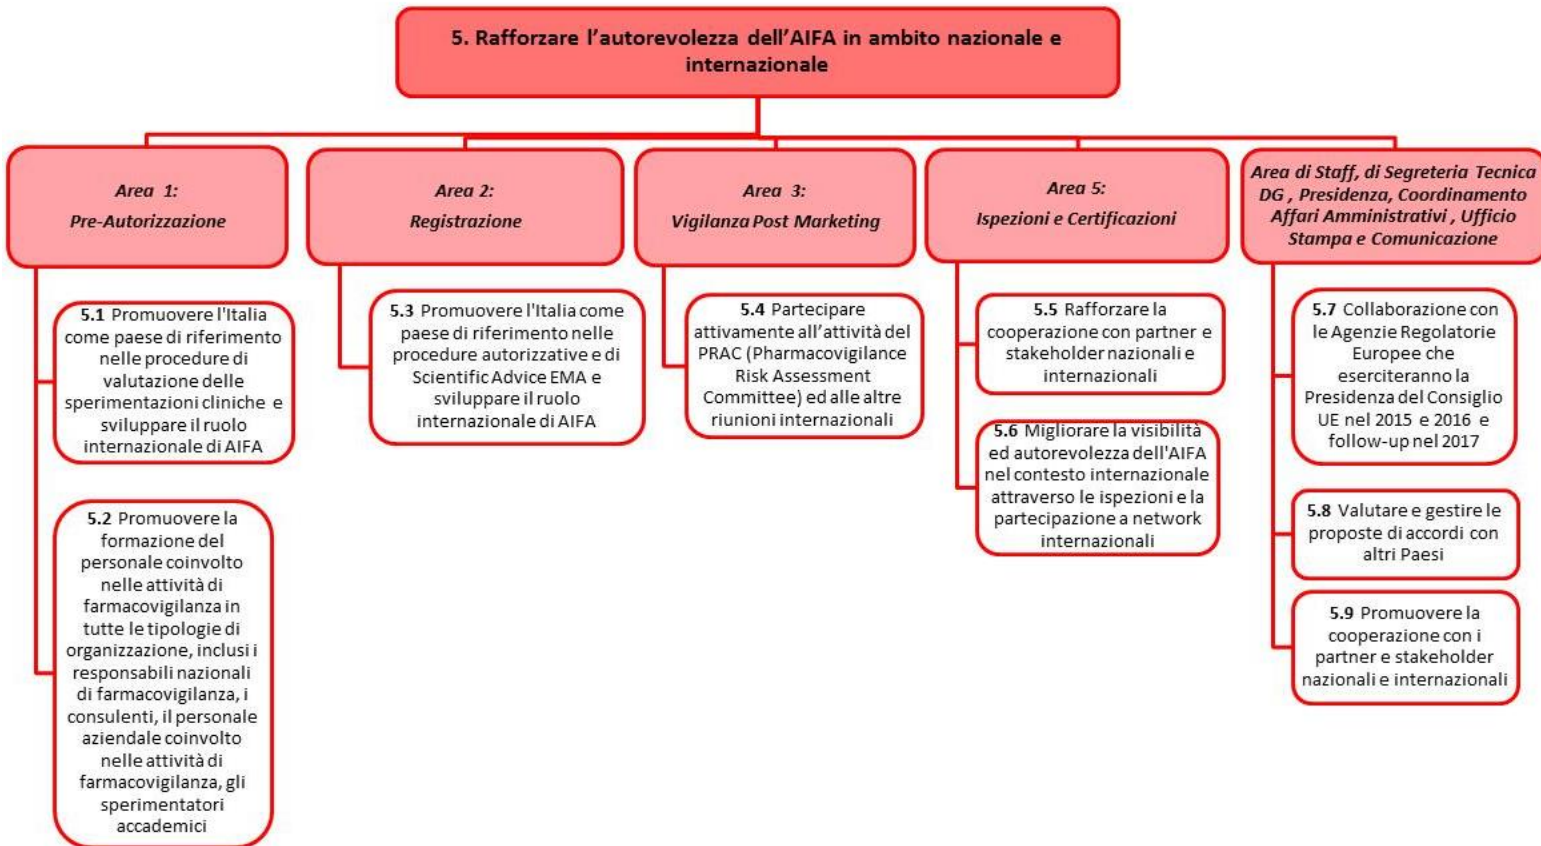 5. Rafforzare l'autorevolezza dell'AIFA in ambito nazionale e
internazionale
Area 1:
Pre-Autorizzazione
5.1 Promuovere l'Italia
come paese di riferimento
nelle procedure di
valutazione delle
sperimentazioni cliniche e
sviluppare il ruolo
internazionale di AIFA
5.2 Promuovere la
formazione del
personale coinvolto
nelle attività di
farmacovigilanza in
tutte le tipologie di
organizzazione, inclusi i
responsabili nazionali
di farmacovigilanza, i
consulenti, il personale
aziendale coinvolto
nelle attività di
farmacovigilanza, gli
sperimentatori
accademici
Area 2:
Registrazione
5.3 Promuovere l'Italia come
paese di riferimento nelle
procedure autorizzative e di
Scientific Advice EMA e
sviluppare il ruolo
internazionale di AIFA
Area 3:
Vigilanza Post Marketing
5.4 Partecipare
attivamente all'attività del
PRAC (Pharmacovigilance
Risk Assessment
Committee) ed alle altre
riunioni internazionali
Area 5:
Ispezioni e Certificazioni
5.5 Rafforzare la
cooperazione con partner e
stakeholder nazionali e
internazionali
5.6 Migliorare la visibilità
ed autorevolezza dell'AIFA
nel contesto internazionale
attraverso le ispezioni e la
partecipazione a network
internazionali
Area di Staff, di Segreteria Tecnica
DG , Presidenza, Coordinamento
Affari Amministrativi , Ufficio
Stampa e Comunicazione
5.7 Collaborazione con
le Agenzie Regolatorie
Europee che
eserciteranno la
Presidenza del Consiglio
UE nel 2015 e 2016 e
follow-up nel 2017
5.8 Valutare e gestire le
proposte di accordi con
altri Paesi
5.9 Promuovere la
cooperazione con i
partner e stakeholder
nazionali e internazionali